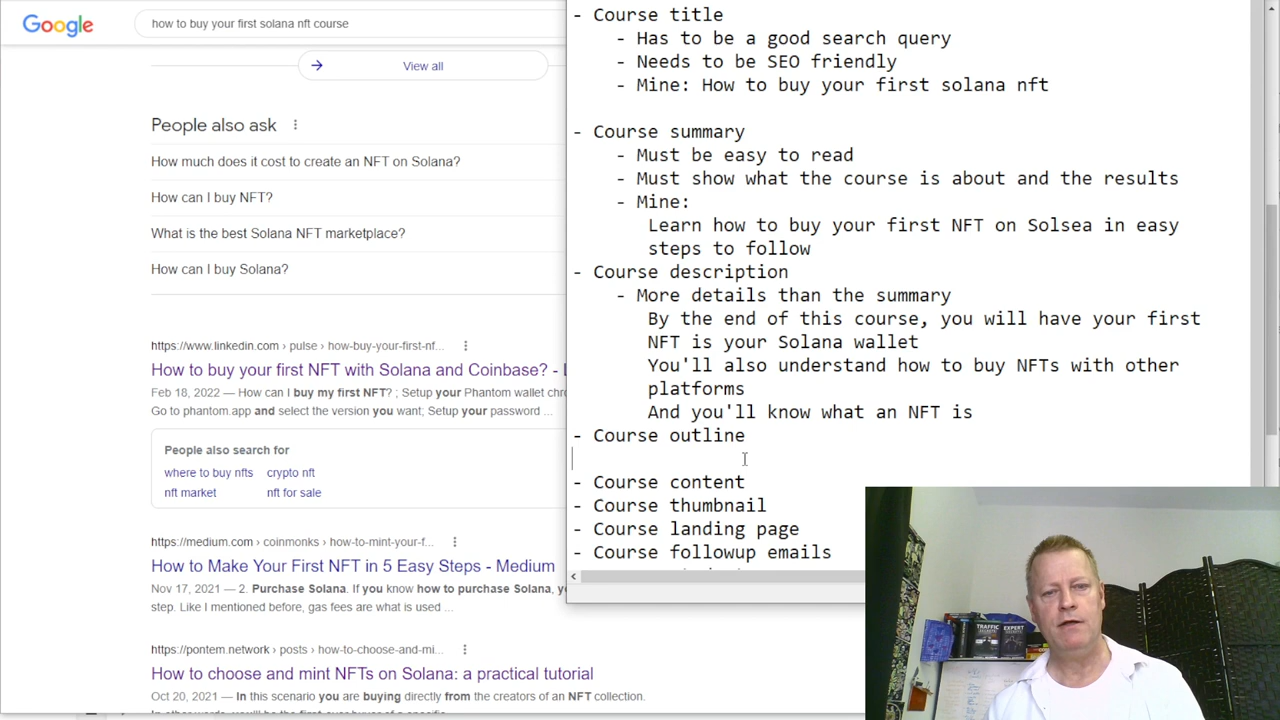 Google
how to buy your first solana nft course
View all
People also ask
How much does it cost to create an NFT on Solana?
How can I buy NFT?
What is the best Solana NFT marketplace?
How can I buy Solana?
https://www.linkedin.com › pulse › how-buy-your-first-nf...
How to buy your first NFT with Solana and Coinbase? -
Feb 18, 2022 — How can I buy my first NFT? ; Setup your Phantom wallet chr
Go to phantom.app and select the version you want; Setup your password ...
People also search for
where to buy nfts crypto nft
nft market nft for sale
https://medium.com › coinmonks › how-to-mint-your-f...
How to Make Your First NFT in 5 Easy Steps - Medium
Nov 17, 2021 — 2. Purchase Solana. If you know how to purchase Solana,
step. Like I mentioned before, gas fees are what is used ...
https://pontem.network › posts › how-to-choose-and-mi...
How to choose and mint NFTs on Solana: a practical tutorial
Oct 20, 2021 — In this scenario you are buying directly from the creators of an NFT collection.
- Course title
- Has to be a good search query
- Needs to be SEO friendly
- Mine: How to buy your first solana nft
- Course summary
- Must be easy to read
- Must show what the course is about and the results
- Mine:
Learn how to buy your first NFT on Solsea in easy
steps to follow
- Course description
- More details than the summary
By the end of this course, you will have your first
NFT is your Solana wallet
You'll also understand how to buy NFTs with other
platforms
And you'll know what an NFT is
- Course outline
- Course content
- Course thumbnail
- Course landing page
- Course followup emails
TRAFFIC EXPERT
SECRETS SECRETS